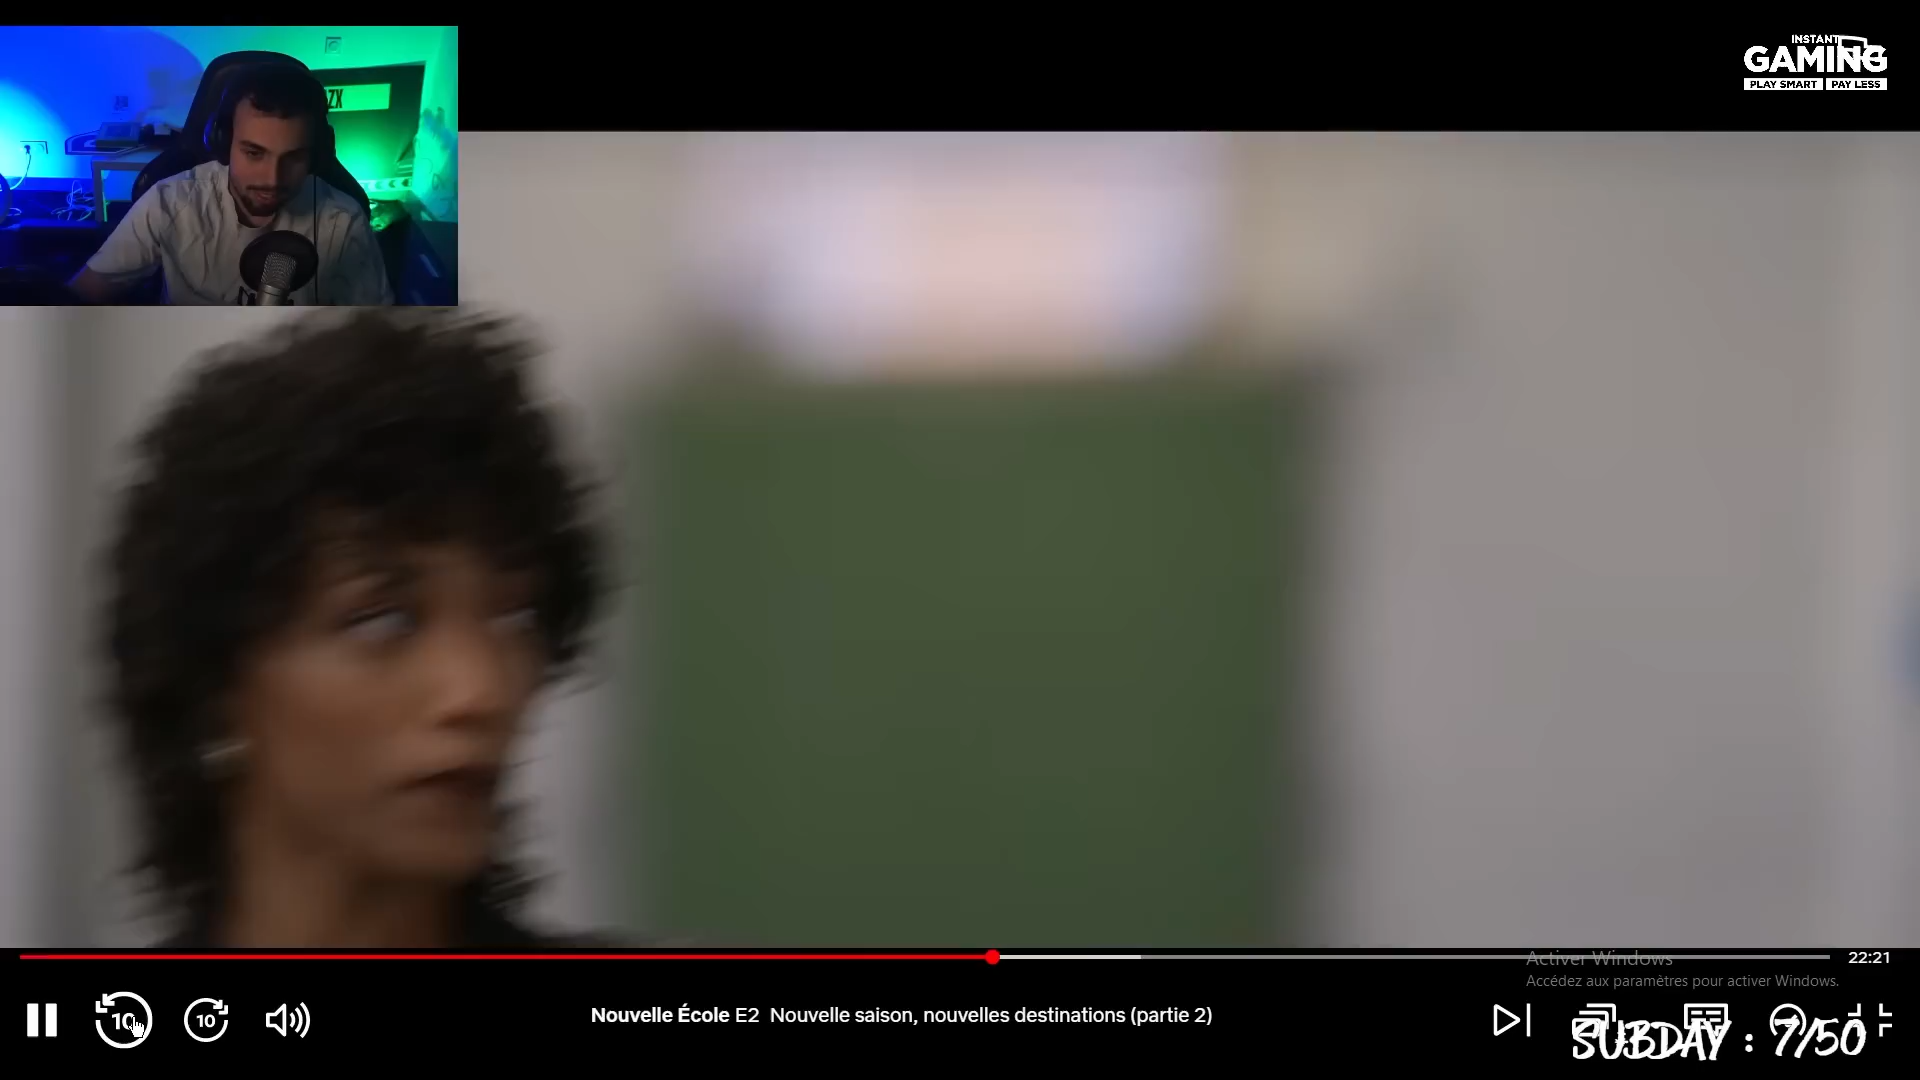 INSTANT
GAMING
PLAY SMART PAY LESS
ZX
22:21
Activer Windows
Accédez aux paramètres pour activer Windows.
10
10
Nouvelle École E2 Nouvelle saison, nouvelles destinations (partie 2)
SUBDAY : 7/50